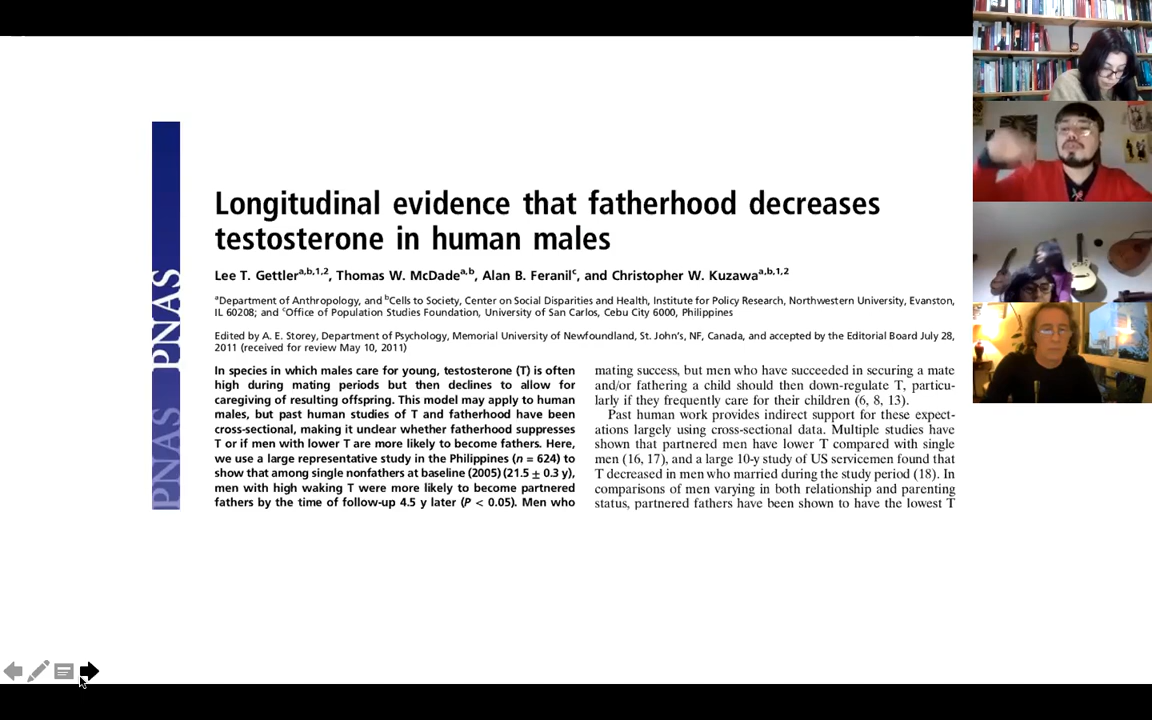 PNAS
PNAS
Longitudinal evidence that fatherhood decreases
testosterone in human males
Lee T. Gettlera,b,1,2, Thomas W. McDadea,b, Alan B. Feranilc, and Christopher W. Kuzawaa,b,1,2
aDepartment of Anthropology, and bCells to Society, Center on Social Disparities and Health, Institute for Policy Research, Northwestern University, Evanston,
IL 60208; and cOffice of Population Studies Foundation, University of San Carlos, Cebu City 6000, Philippines
Edited by A. E. Storey, Department of Psychology, Memorial University of Newfoundland, St. John's, NF, Canada, and accepted by the Editorial Board July 28,
2011 (received for review May 10, 2011)
In species in which males care for young, testosterone (T) is often
high during mating periods but then declines to allow for
caregiving of resulting offspring. This model may apply to human
males, but past human studies of T and fatherhood have been
cross-sectional, making it unclear whether fatherhood suppresses
T or if men with lower T are more likely to become fathers. Here,
we use a large representative study in the Philippines (n = 624) to
show that among single nonfathers at baseline (2005) (21.5 ± 0.3 y),
men with high waking T were more likely to become partnered
fathers by the time of follow-up 4.5 y later (P < 0.05). Men who
mating success, but men who have succeeded in securing a mate
and/or fathering a child should then down-regulate T, particu-
larly if they frequently care for their children (6, 8, 13).
Past human work provides indirect support for these expect-
ations largely using cross-sectional data. Multiple studies have
shown that partnered men have lower T compared with single
men (16, 17), and a large 10-y study of US servicemen found that
T decreased in men who married during the study period (18). In
comparisons of men varying in both relationship and parenting
status, partnered fathers have been shown to have the lowest T